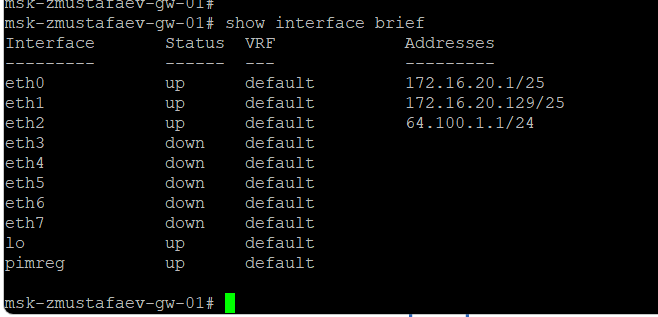 msk-zmustafaev-gw-01#
msk-zmustafaev-gw-01# show interface brief
Interface       Status  VRF             Addresses
---------       ------  ---             ---------
eth0            up      default         172.16.20.1/25
eth1            up      default         172.16.20.129/25
eth2            up      default         64.100.1.1/24
eth3            down    default
eth4            down    default
eth5            down    default
eth6            down    default
eth7            down    default
lo              up      default
pimreg          up      default
msk-zmustafaev-gw-01#